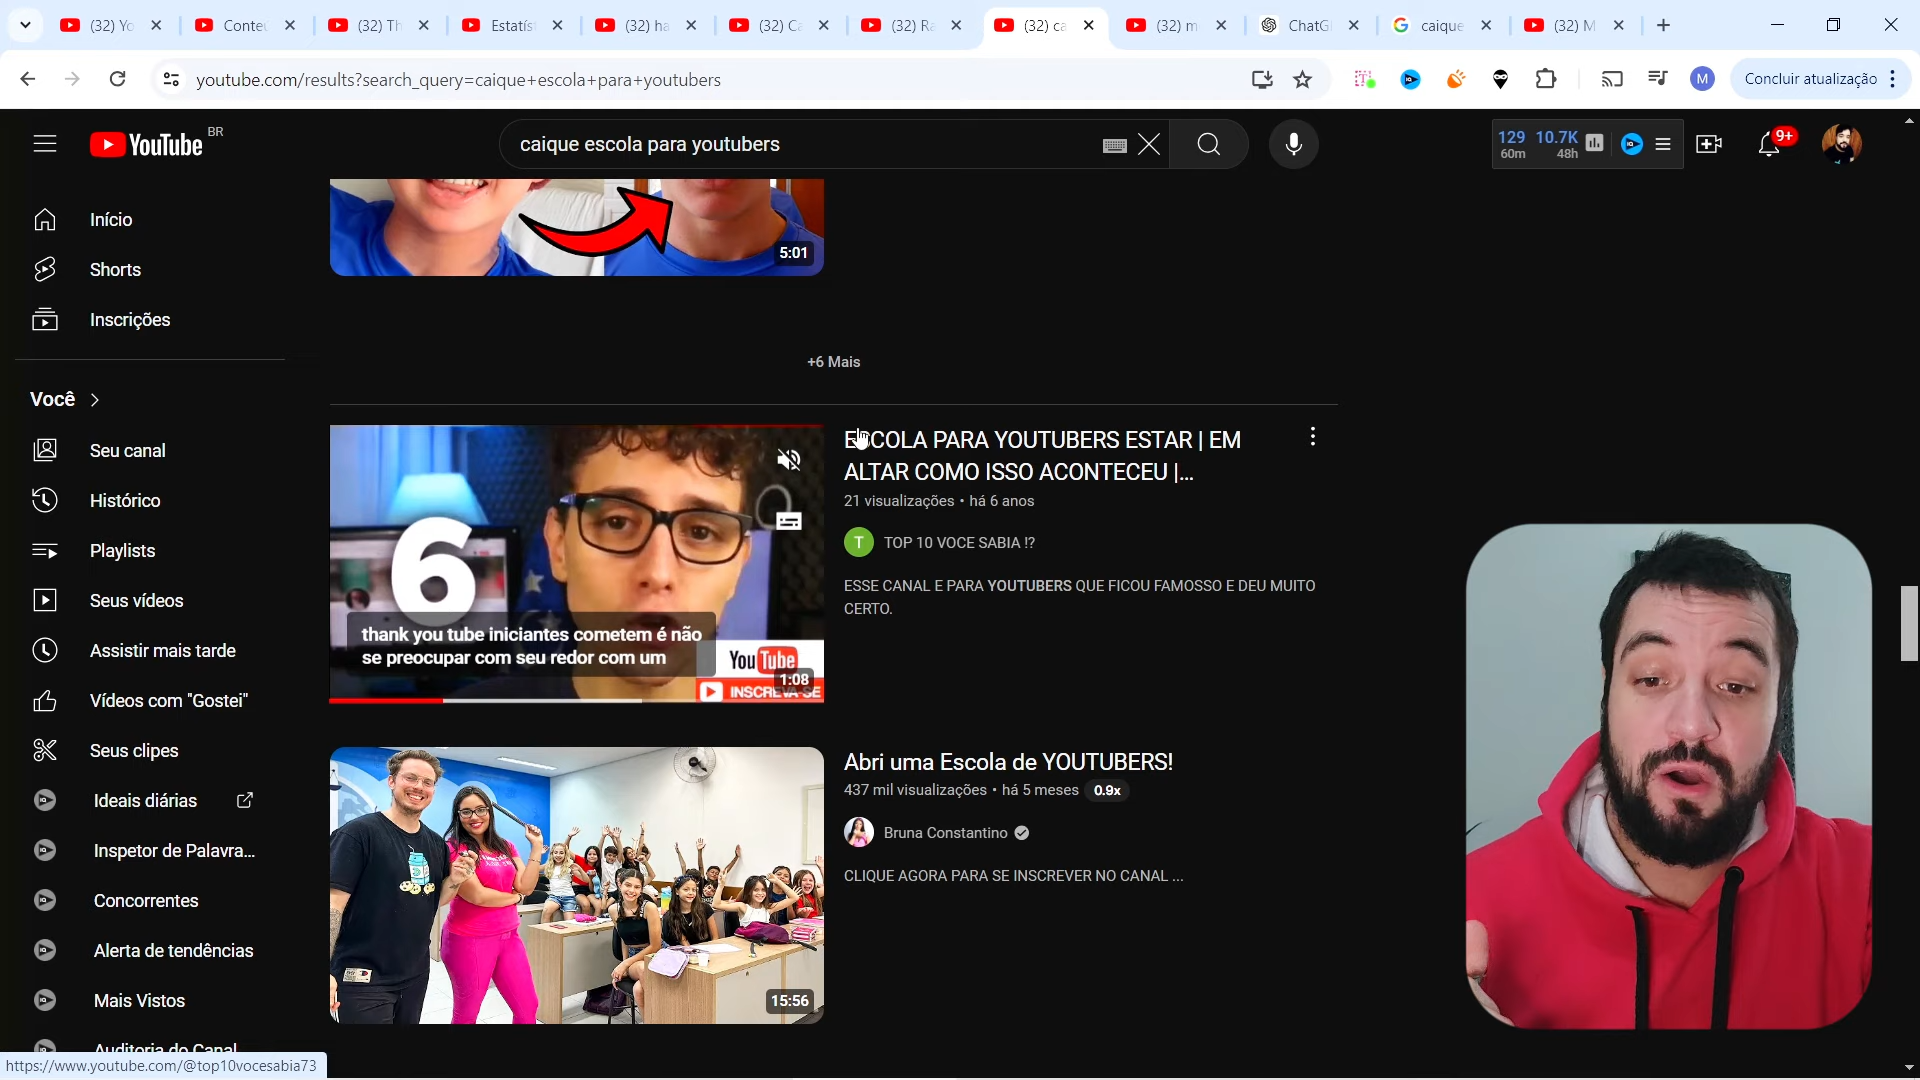 (32) Yo
Conteu
(32) Th
Estatíst
(32) ha
(32) Ca
(32) Ra
(32) ca
(32) m
ChatG
caique
(32) M
youtube.com/results?search_query=caique+escola+para+youtubers
M
Concluir atualização
YouTube BR
caique escola para youtubers
129 10.7K
60m 48h
9+
Início
Shorts
Inscrições
Você
Seu canal
Histórico
Playlists
Seus vídeos
Assistir mais tarde
Vídeos com "Gostei"
Seus clipes
Ideais diárias
Inspetor de Palavra...
Concorrentes
Alerta de tendências
Mais Vistos
Auditoria do Canal
5:01
+6 Mais
6
thank you tube iniciantes cometem é não
se preocupar com seu redor com um
YouTube
1:08
INSCREVA-SE
ESCOLA PARA YOUTUBERS ESTAR | EM
ALTAR COMO ISSO ACONTECEU |...
21 visualizações • há 6 anos
T TOP 10 VOCE SABIA !?
ESSE CANAL E PARA YOUTUBERS QUE FICOU FAMOSSO E DEU MUITO
CERTO.
15:56
Abri uma Escola de YOUTUBERS!
437 mil visualizações • há 5 meses 0.9x
Bruna Constantino
CLIQUE AGORA PARA SE INSCREVER NO CANAL ...
https://www.youtube.com/@top10vocesabia73